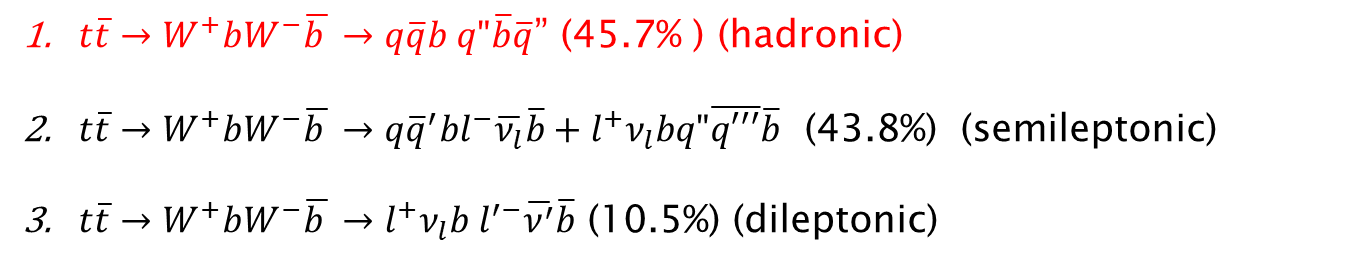 1. tt̄ → W⁺bW⁻b̄ → qq̄b q"b̄q̄” (45.7% ) (hadronic)
2. tt̄ → W⁺bW⁻b̄ → qq̄′bl⁻ν̄ₗb̄ + l⁺νₗbq"q̅‴b̄ (43.8%) (semileptonic)
3. tt̄ → W⁺bW⁻b̄ → l⁺νₗb l′⁻ν̄′b̄ (10.5%) (dileptonic)